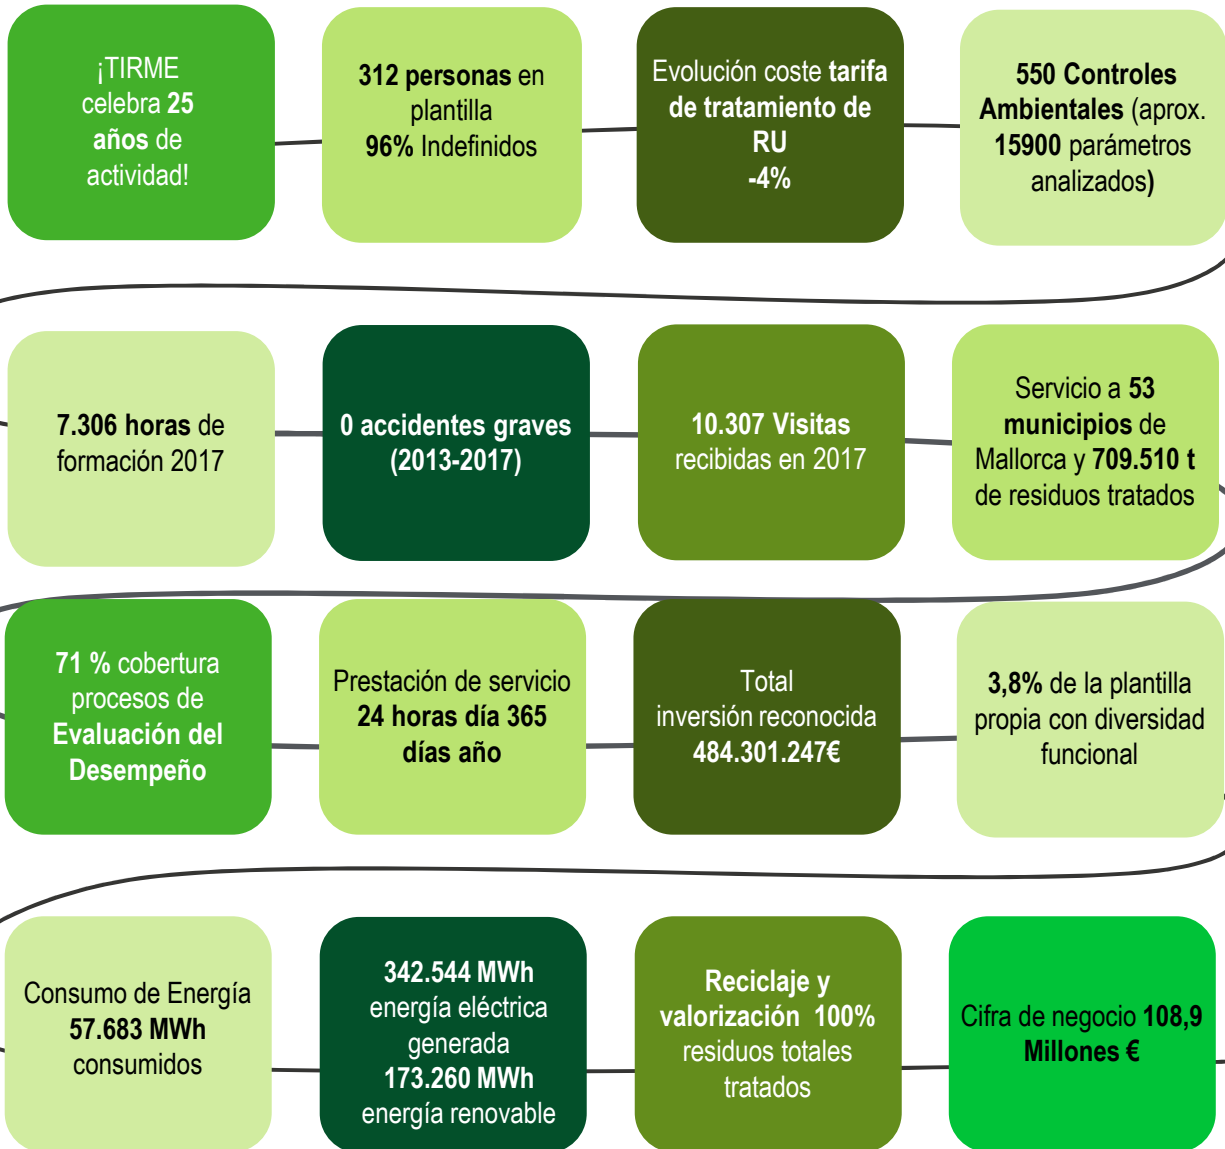 ¡TIRME
celebra 25
años de
actividad!
312 personas en
plantilla
96% Indefinidos
Evolución coste tarifa
de tratamiento de
RU
-4%
550 Controles
Ambientales (aprox.
15900 parámetros
analizados)
7.306 horas de
formación 2017
0 accidentes graves
(2013-2017)
10.307 Visitas
recibidas en 2017
Servicio a 53
municipios de
Mallorca y 709.510 t
de residuos tratados
71 % cobertura
procesos de
Evaluación del
Desempeño
Prestación de servicio
24 horas día 365
días año
Total
inversión reconocida
484.301.247€
3,8% de la plantilla
propia con diversidad
funcional
Consumo de Energía
57.683 MWh
consumidos
342.544 MWh
energía eléctrica
generada
173.260 MWh
energía renovable
Reciclaje y
valorización 100%
residuos totales
tratados
Cifra de negocio 108,9
Millones €